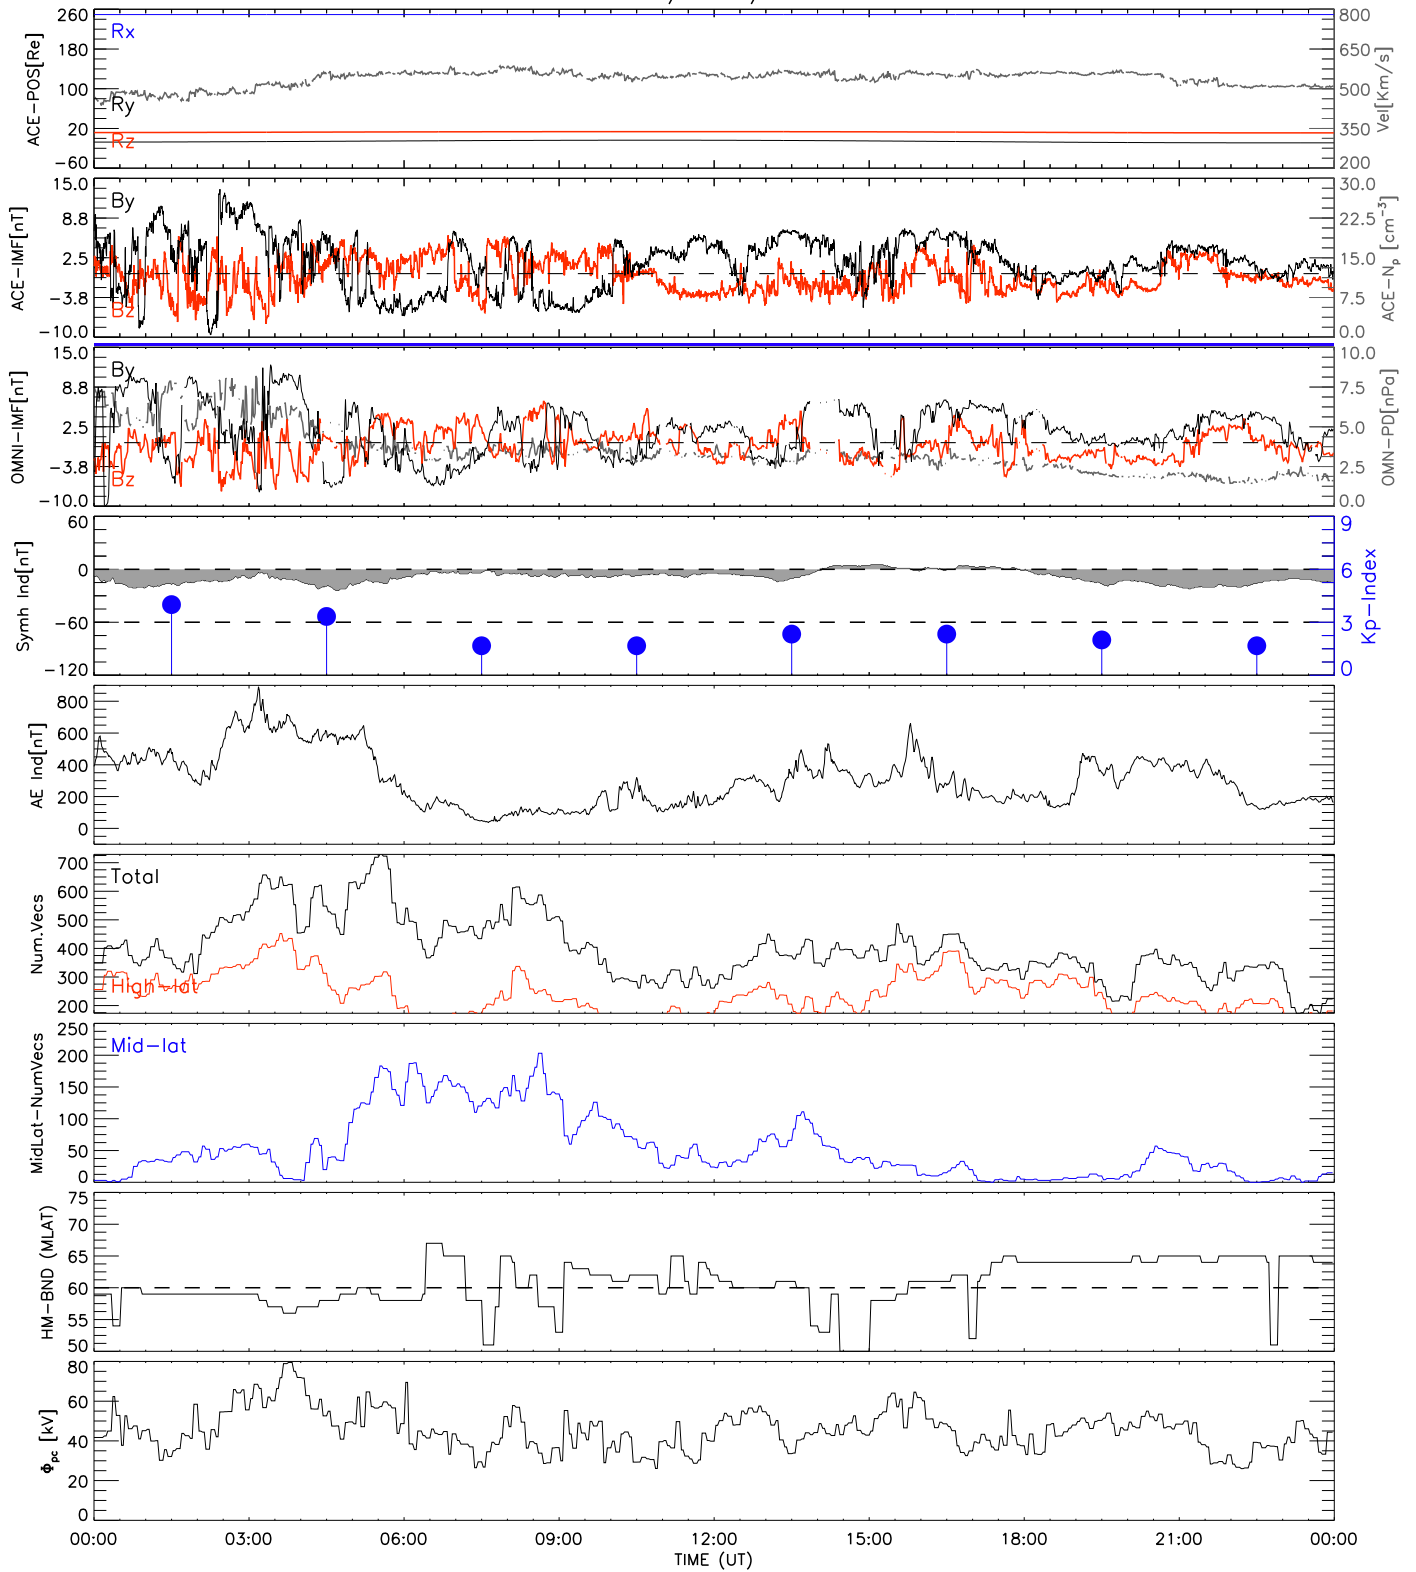 260
180
100
20
-60
ACE-POS[Re]
Rx
Ry
Rz
800
650
500
350
200
Vel[Km/s]
15.0
8.8
2.5
-3.8
-10.0
ACE-IMF[nT]
By
Bz
30.0
22.5
15.0
7.5
0.0
ACE-Np [cm-3]
15.0
8.8
2.5
-3.8
-10.0
OMNI-IMF[nT]
By
Bz
10.0
7.5
5.0
2.5
0.0
OMN-PD[nPa]
60
0
-60
-120
Symh Ind[nT]
9
6
3
0
Kp-Index
800
600
400
200
0
AE Ind[nT]
700
600
500
400
300
200
Num.Vecs
Total
High-lat
250
200
150
100
50
0
MidLat-NumVecs
Mid-lat
75
70
65
60
55
50
HM-BND (MLAT)
80
60
40
20
0
Φpc [kV]
00:00 03:00 06:00 09:00 12:00 15:00 18:00 21:00 00:00
TIME (UT)